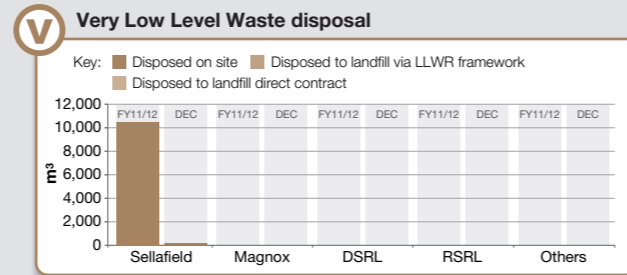 V
Very Low Level Waste disposal
Key: Disposed on site Disposed to landfill via LLWR framework
Disposed to landfill direct contract
12,000
10,000
8,000
6,000
4,000
2,000
0
m³
FY11/12 DEC FY11/12 DEC FY11/12 DEC FY11/12 DEC FY11/12 DEC
Sellafield Magnox DSRL RSRL Others